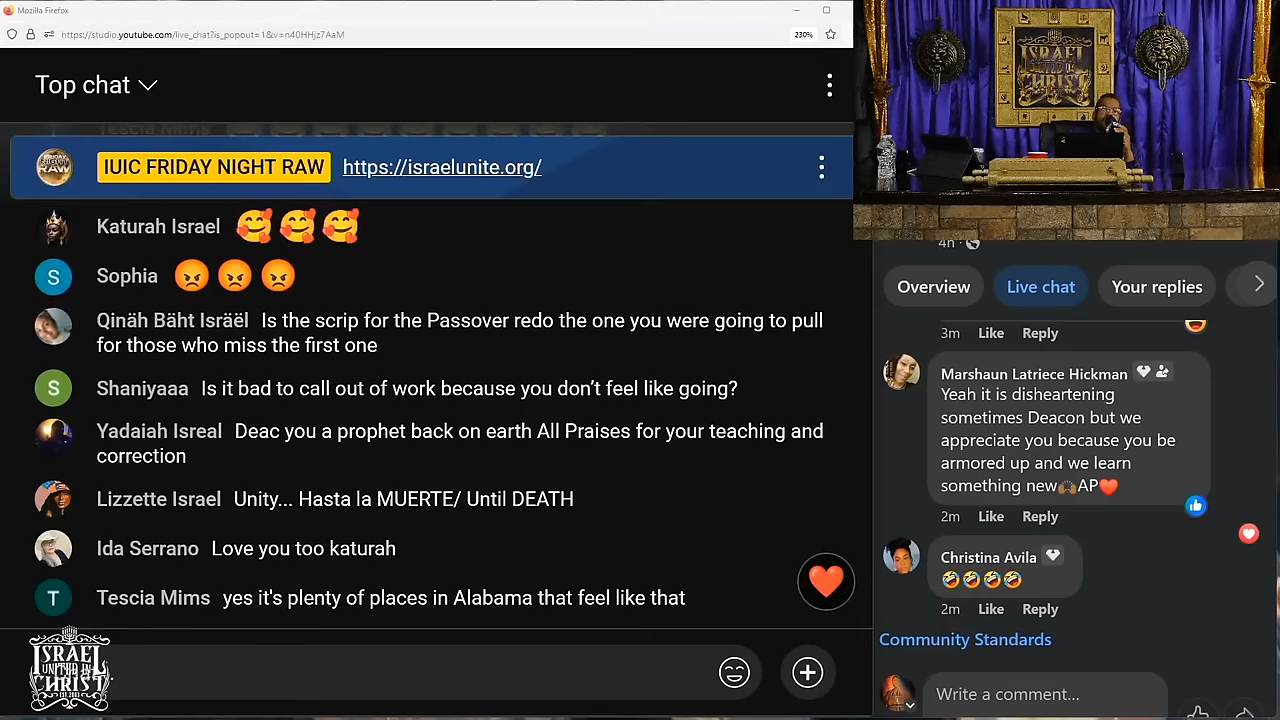 Mozilla Firefox
https://studio.youtube.com/live_chat?is_popout=1&v=n40HHjz7AaM
230%
Top chat
Tescia Mims
IUIC FRIDAY NIGHT RAW https://israelunite.org/
Katurah Israel
Sophia
S
Qinäh Bäht Isräël Is the scrip for the Passover redo the one you were going to pull
for those who miss the first one
S
Shaniyaaa Is it bad to call out of work because you don’t feel like going?
Yadaiah Isreal Deac you a prophet back on earth All Praises for your teaching and
correction
Lizzette Israel Unity... Hasta la MUERTE/ Until DEATH
Ida Serrano Love you too katurah
T
Tescia Mims yes it's plenty of places in Alabama that feel like that
ISRAEL
UNITED IN
CHRIST
EST. 2003
ISRAEL
UNITED IN
CHRIST
4h
Overview
Live chat
Your replies
3m Like Reply
Marshaun Latriece Hickman
Yeah it is disheartening
sometimes Deacon but we
appreciate you because you be
armored up and we learn
something new🙌🏾AP❤️
2m Like Reply
Christina Avila
🤣🤣🤣🤣
2m Like Reply
Community Standards
Write a comment...